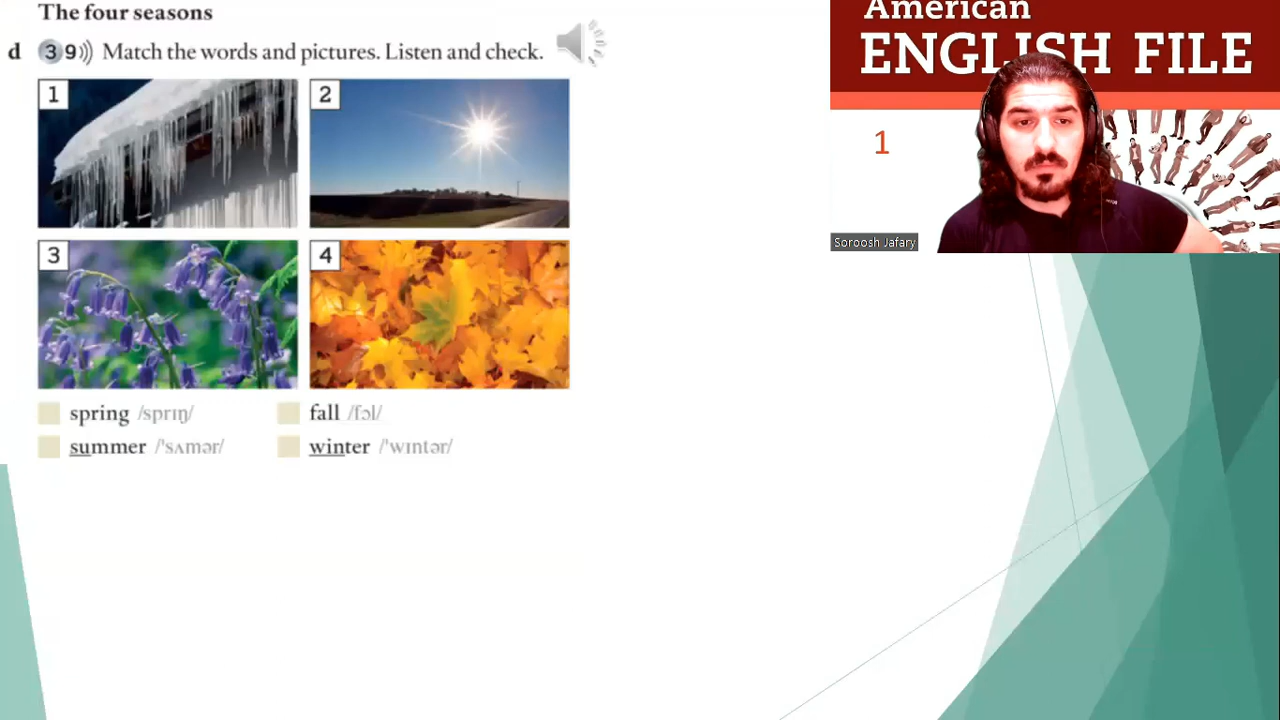 The four seasons
d 3 9)) Match the words and pictures. Listen and check.
1
2
3
4
spring /sprɪŋ/
fall /fɔl/
summer /ˈsʌmər/
winter /ˈwɪntər/
American
ENGLISH FILE
1
Soroosh Jafary